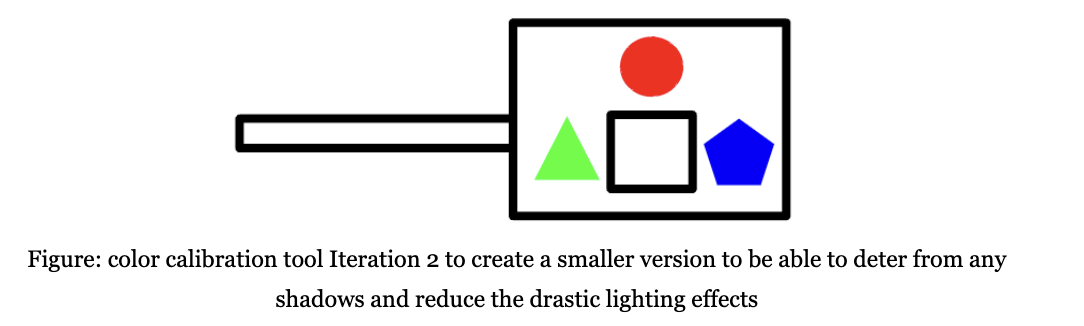 Figure: color calibration tool Iteration 2 to create a smaller version to be able to deter from any
shadows and reduce the drastic lighting effects